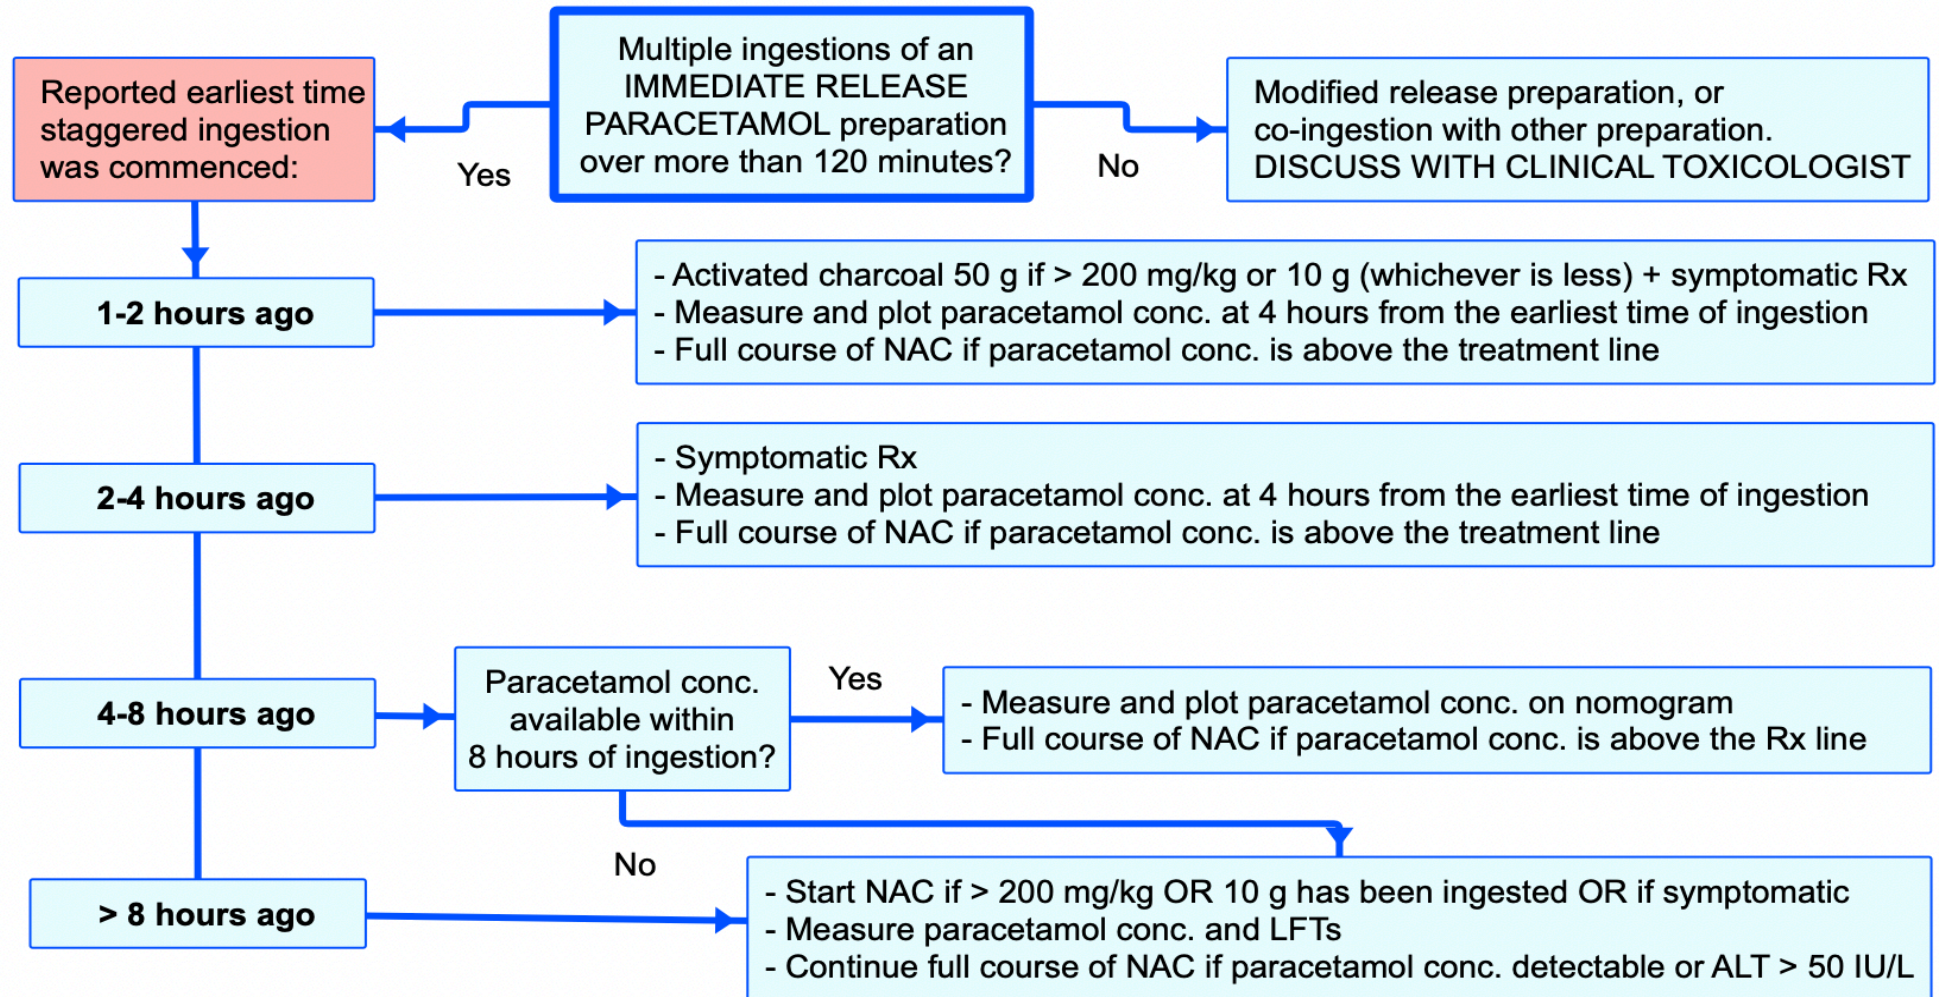 Multiple ingestions of an
IMMEDIATE RELEASE
PARACETAMOL preparation
over more than 120 minutes?
Yes
No
Reported earliest time
staggered ingestion
was commenced:
Modified release preparation, or
co-ingestion with other preparation.
DISCUSS WITH CLINICAL TOXICOLOGIST
1-2 hours ago
- Activated charcoal 50 g if > 200 mg/kg or 10 g (whichever is less) + symptomatic Rx
- Measure and plot paracetamol conc. at 4 hours from the earliest time of ingestion
- Full course of NAC if paracetamol conc. is above the treatment line
2-4 hours ago
- Symptomatic Rx
- Measure and plot paracetamol conc. at 4 hours from the earliest time of ingestion
- Full course of NAC if paracetamol conc. is above the treatment line
4-8 hours ago
Paracetamol conc.
available within
8 hours of ingestion?
Yes
- Measure and plot paracetamol conc. on nomogram
- Full course of NAC if paracetamol conc. is above the Rx line
No
> 8 hours ago
- Start NAC if > 200 mg/kg OR 10 g has been ingested OR if symptomatic
- Measure paracetamol conc. and LFTs
- Continue full course of NAC if paracetamol conc. detectable or ALT > 50 IU/L